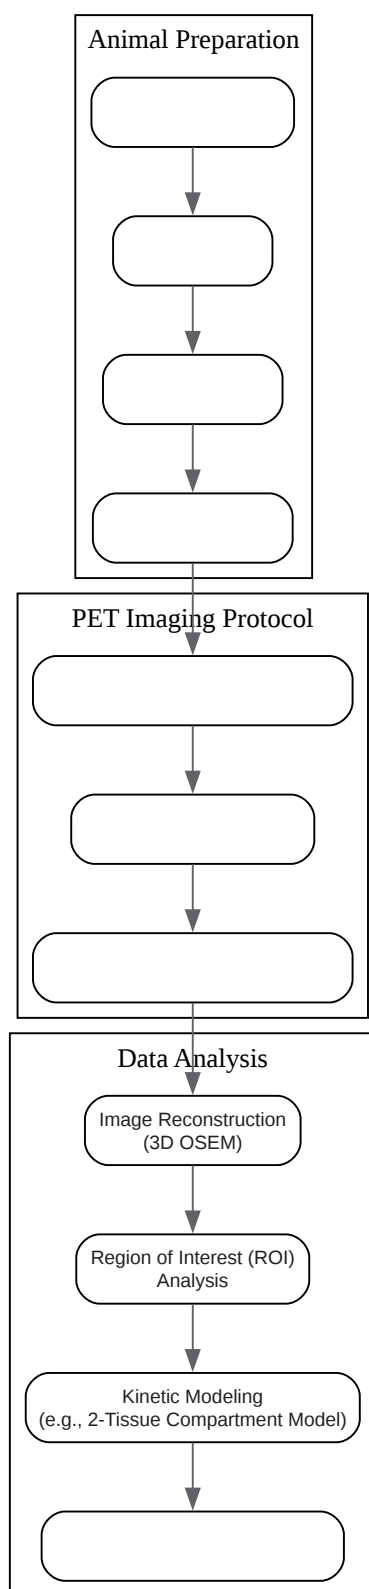 Animal Preparation
PET Imaging Protocol
Data Analysis
Image Reconstruction
(3D OSEM)
Region of Interest (ROI)
Analysis
Kinetic Modeling
(e.g., 2-Tissue Compartment Model)